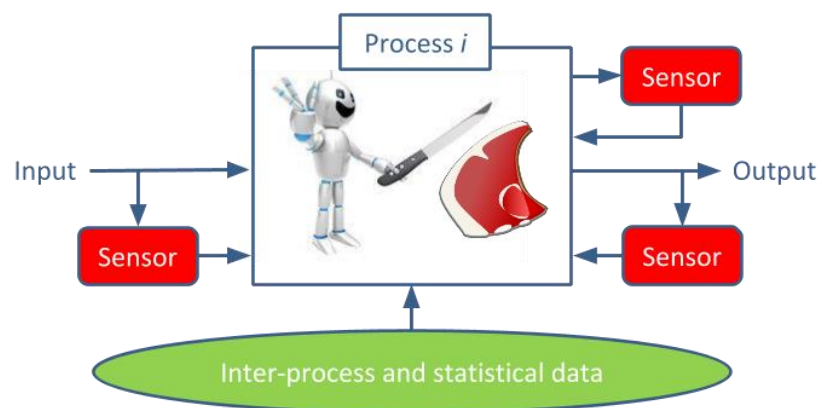 Process i
Sensor
Input
Output
Sensor
Sensor
Inter-process and statistical data